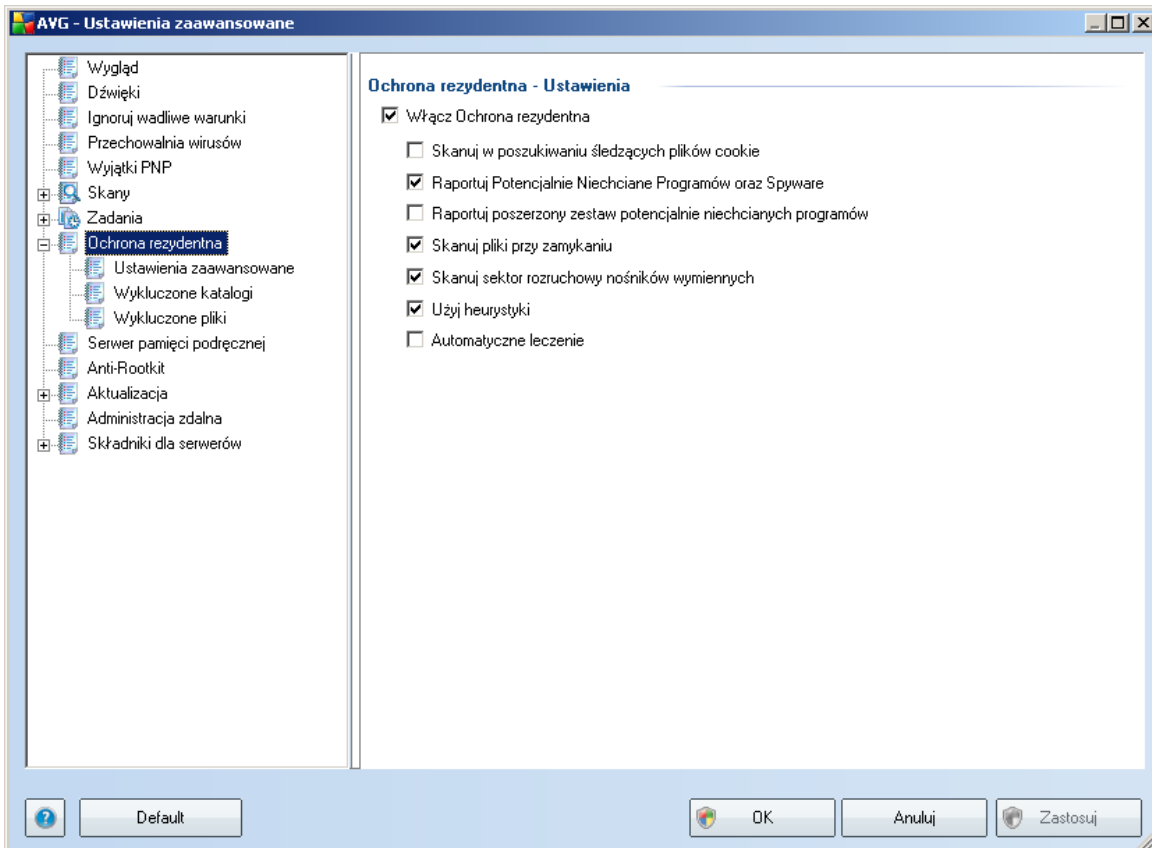 AVG - Ustawienia zaawansowane
Wygląd
Dźwięki
Ignoruj wadliwe warunki
Przechowalnia wirusów
Wyjątki PNP
Skany
Zadania
Ochrona rezydentna
Ustawienia zaawansowane
Wykluczone katalogi
Wykluczone pliki
Serwer pamięci podręcznej
Anti-Rootkit
Aktualizacja
Administracja zdalna
Składniki dla serwerów
Ochrona rezydentna - Ustawienia
Włącz Ochrona rezydentna
Skanuj w poszukiwaniu śledzących plików cookie
Raportuj Potencjalnie Niechciane Programów oraz Spyware
Raportuj poszerzony zestaw potencjalnie niechcianych programów
Skanuj pliki przy zamykaniu
Skanuj sektor rozruchowy nośników wymiennych
Użyj heurystyki
Automatyczne leczenie
Default
OK
Anuluj
Zastosuj